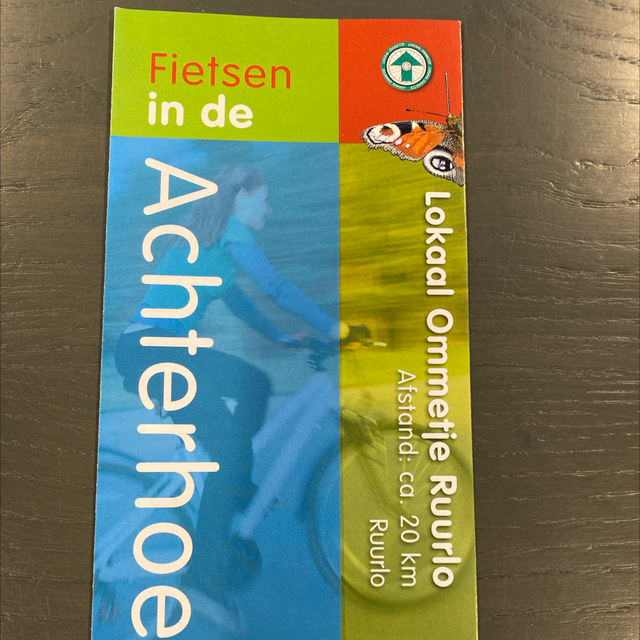 Fietsen
in de
Achterhoe
Lokaal Ommetje Ruurlo
Afstand: ca. 20 km
Ruurlo